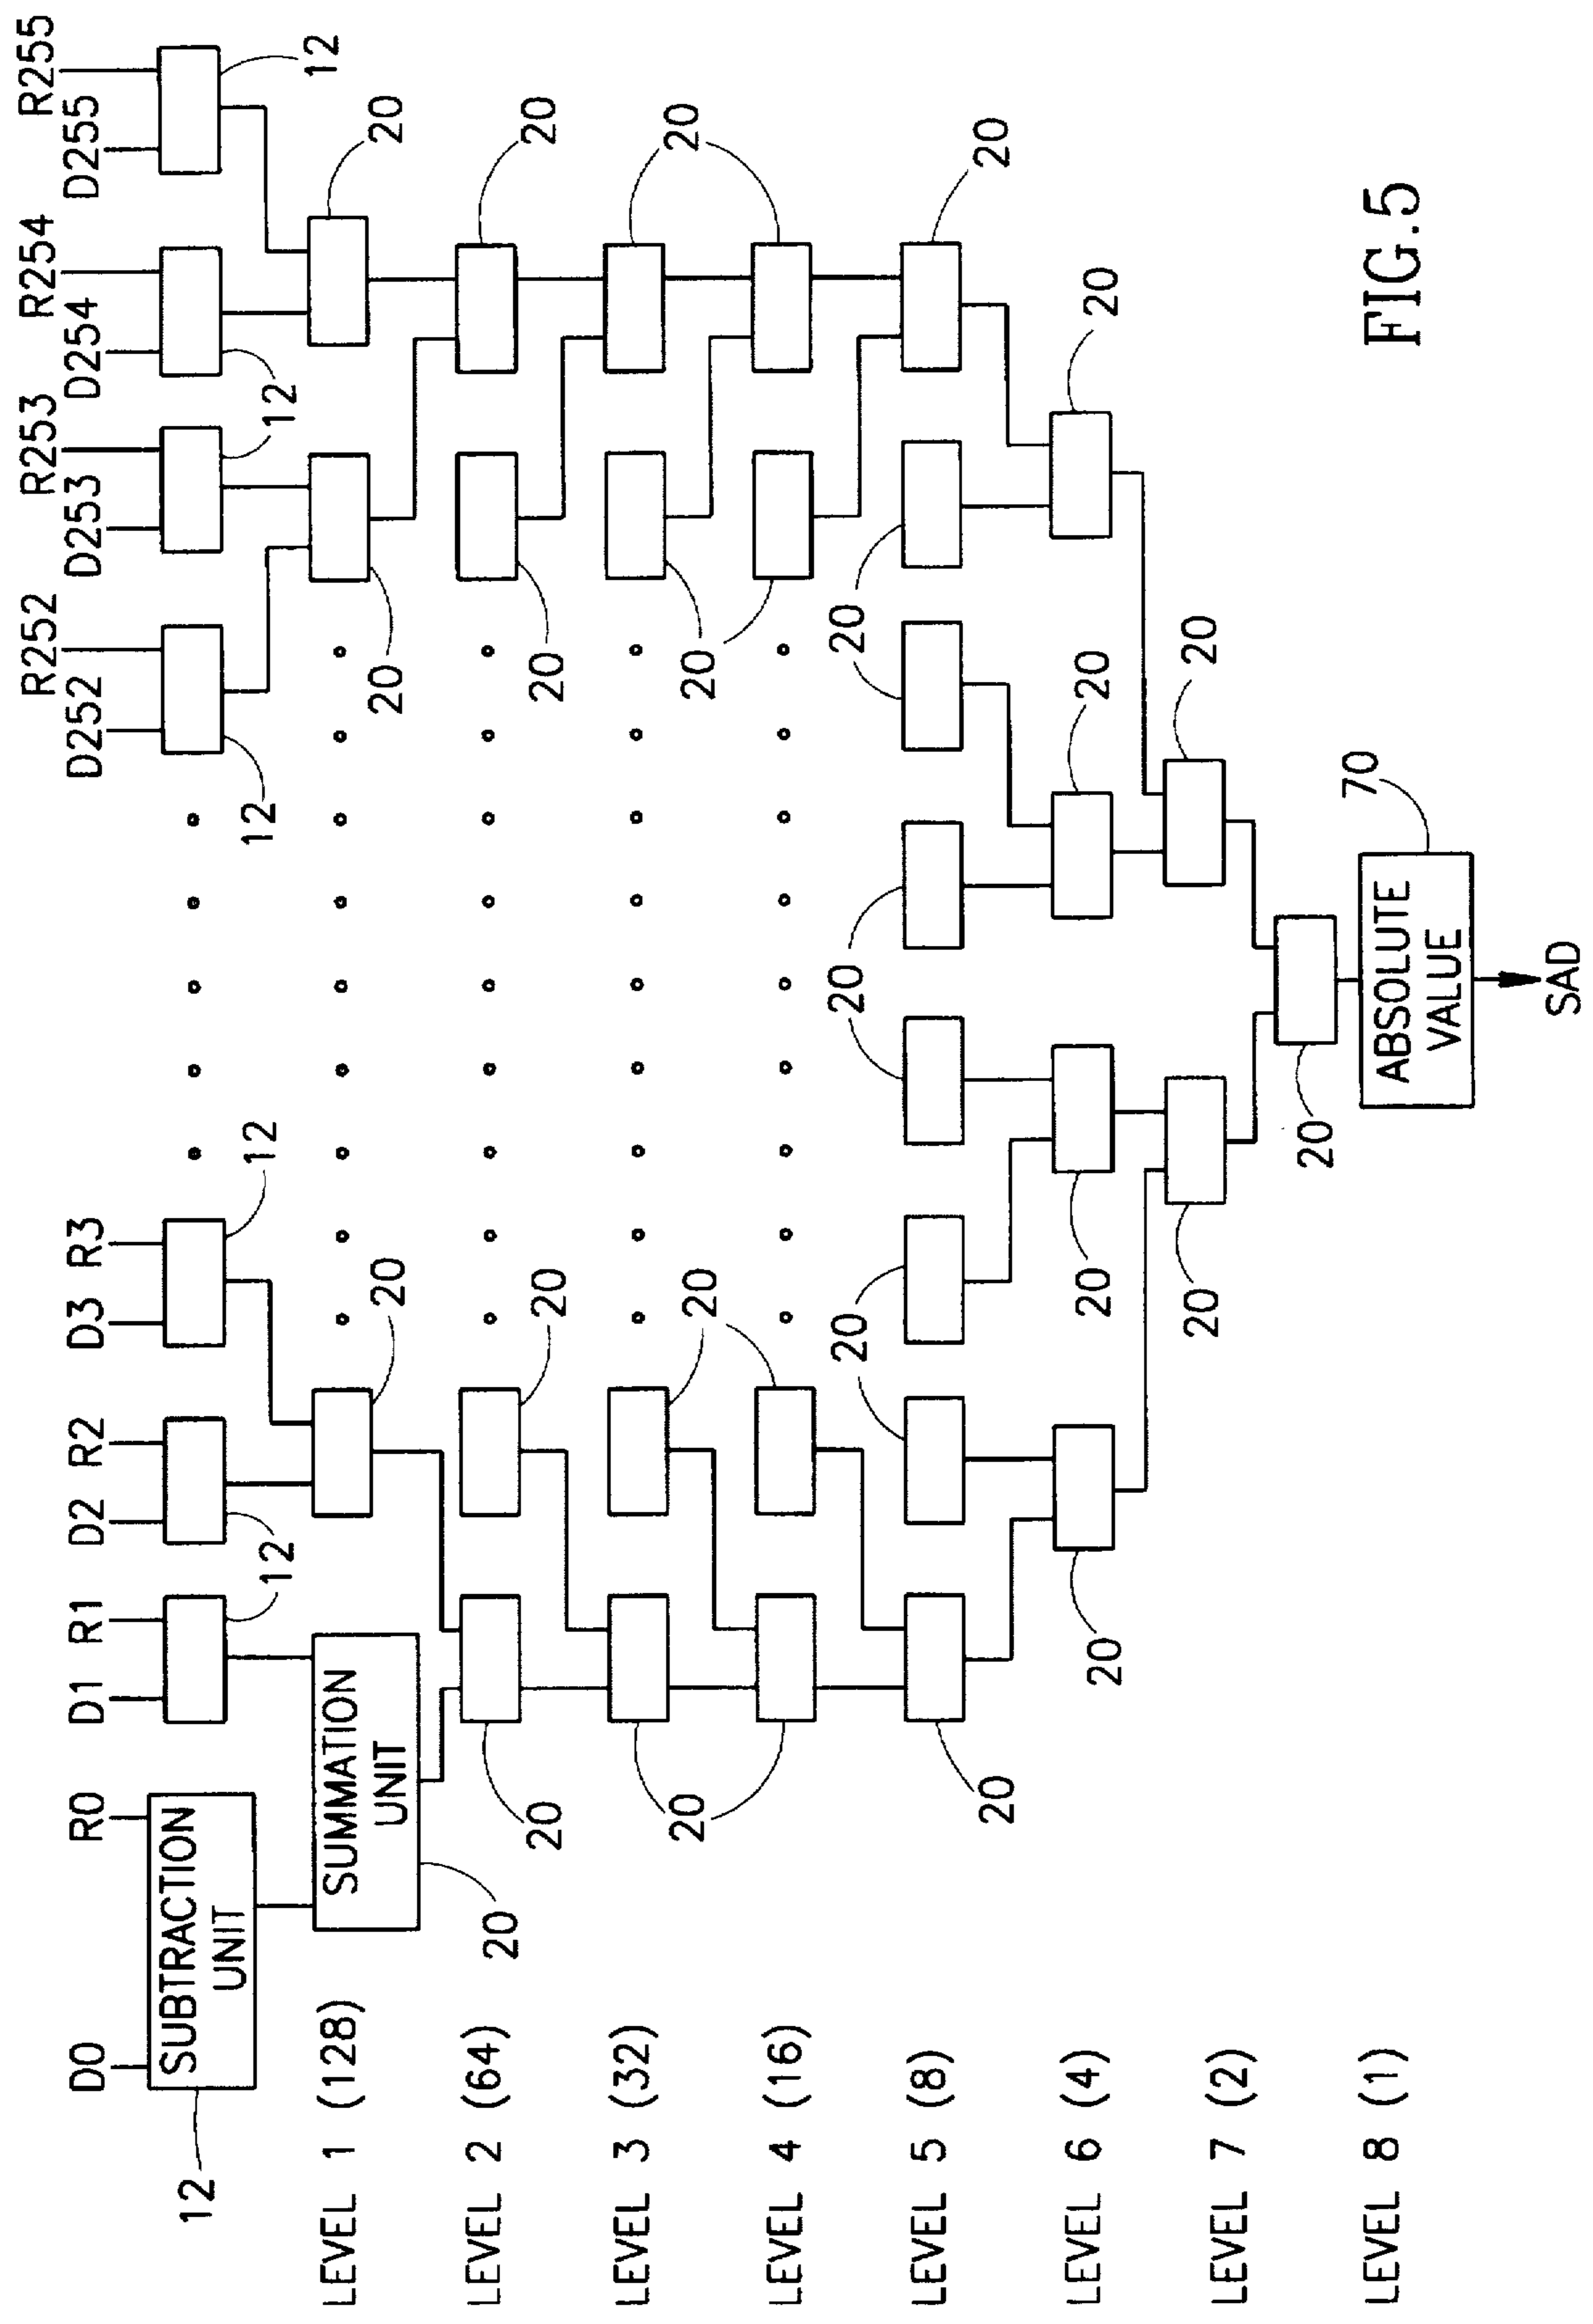 D0 R0 D1 R1 D2 R2 D3 R3 D252 R252 D253 R253 D254 R254 D255 R255
SUBTRACTION
UNIT
12
12
12
12
12
12
12
LEVEL 1 (128)
SUMMATION
UNIT
20
20
20
20
LEVEL 2 (64)
20
20
20
20
LEVEL 3 (32)
20
20
20
20
LEVEL 4 (16)
LEVEL 5 (8)
20
20
20
20
20
20
LEVEL 6 (4)
20
20
20
20
LEVEL 7 (2)
20
20
LEVEL 8 (1)
20
ABSOLUTE
VALUE
70
SAD
FIG.5